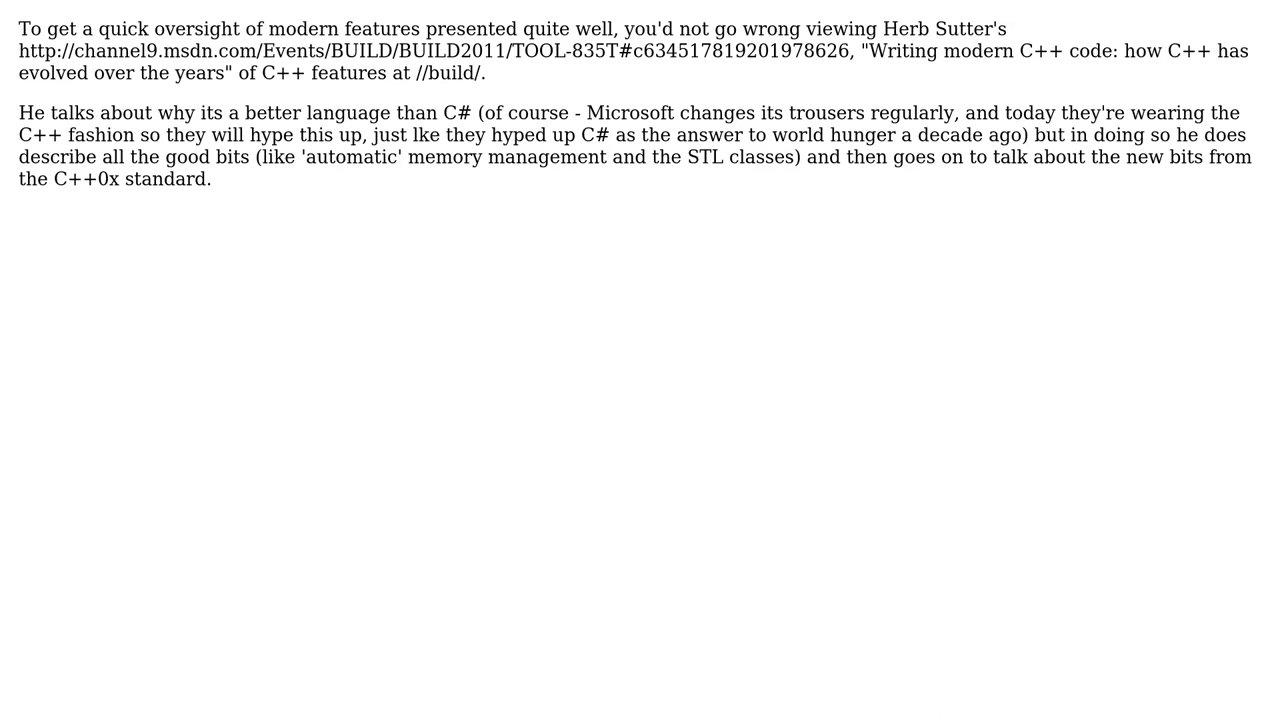 To get a quick oversight of modern features presented quite well, you'd not go wrong viewing Herb Sutter's
http://channel9.msdn.com/Events/BUILD/BUILD2011/TOOL-835T#c634517819201978626, "Writing modern C++ code: how C++ has
evolved over the years" of C++ features at //build/.
He talks about why its a better language than C# (of course - Microsoft changes its trousers regularly, and today they're wearing the
C++ fashion so they will hype this up, just lke they hyped up C# as the answer to world hunger a decade ago) but in doing so he does
describe all the good bits (like 'automatic' memory management and the STL classes) and then goes on to talk about the new bits from
the C++0x standard.